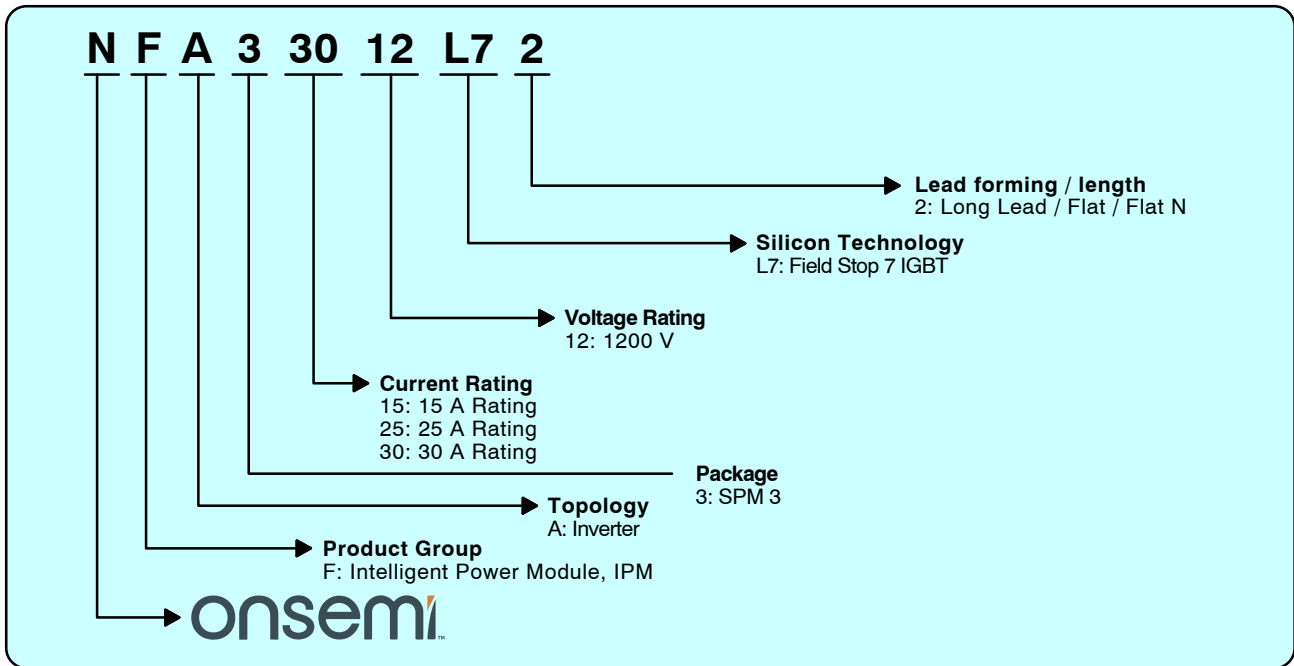 N F A 3 30 12 L7 2
Lead forming / length
2: Long Lead / Flat / Flat N
Silicon Technology
L7: Field Stop 7 IGBT
Voltage Rating
12: 1200 V
Current Rating
15: 15 A Rating
25: 25 A Rating
30: 30 A Rating
Package
3: SPM 3
Topology
A: Inverter
Product Group
F: Intelligent Power Module, IPM
onsemi™